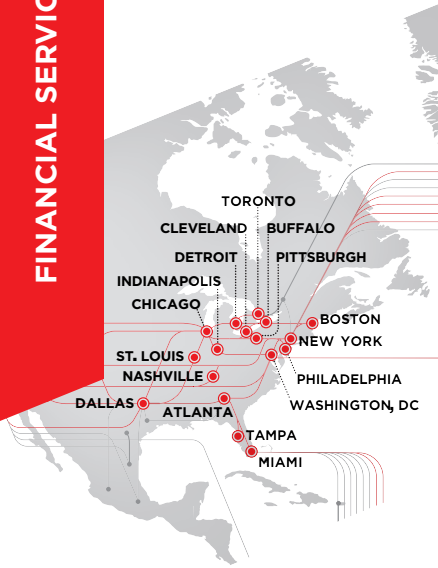 FINANCIAL SERVIC
TORONTO
CLEVELAND
BUFFALO
DETROIT
PITTSBURGH
INDIANAPOLIS
CHICAGO
BOSTON
NEW YORK
ST. LOUIS
NASHVILLE
PHILADELPHIA
DALLAS
ATLANTA
WASHINGTON, DC
TAMPA
MIAMI